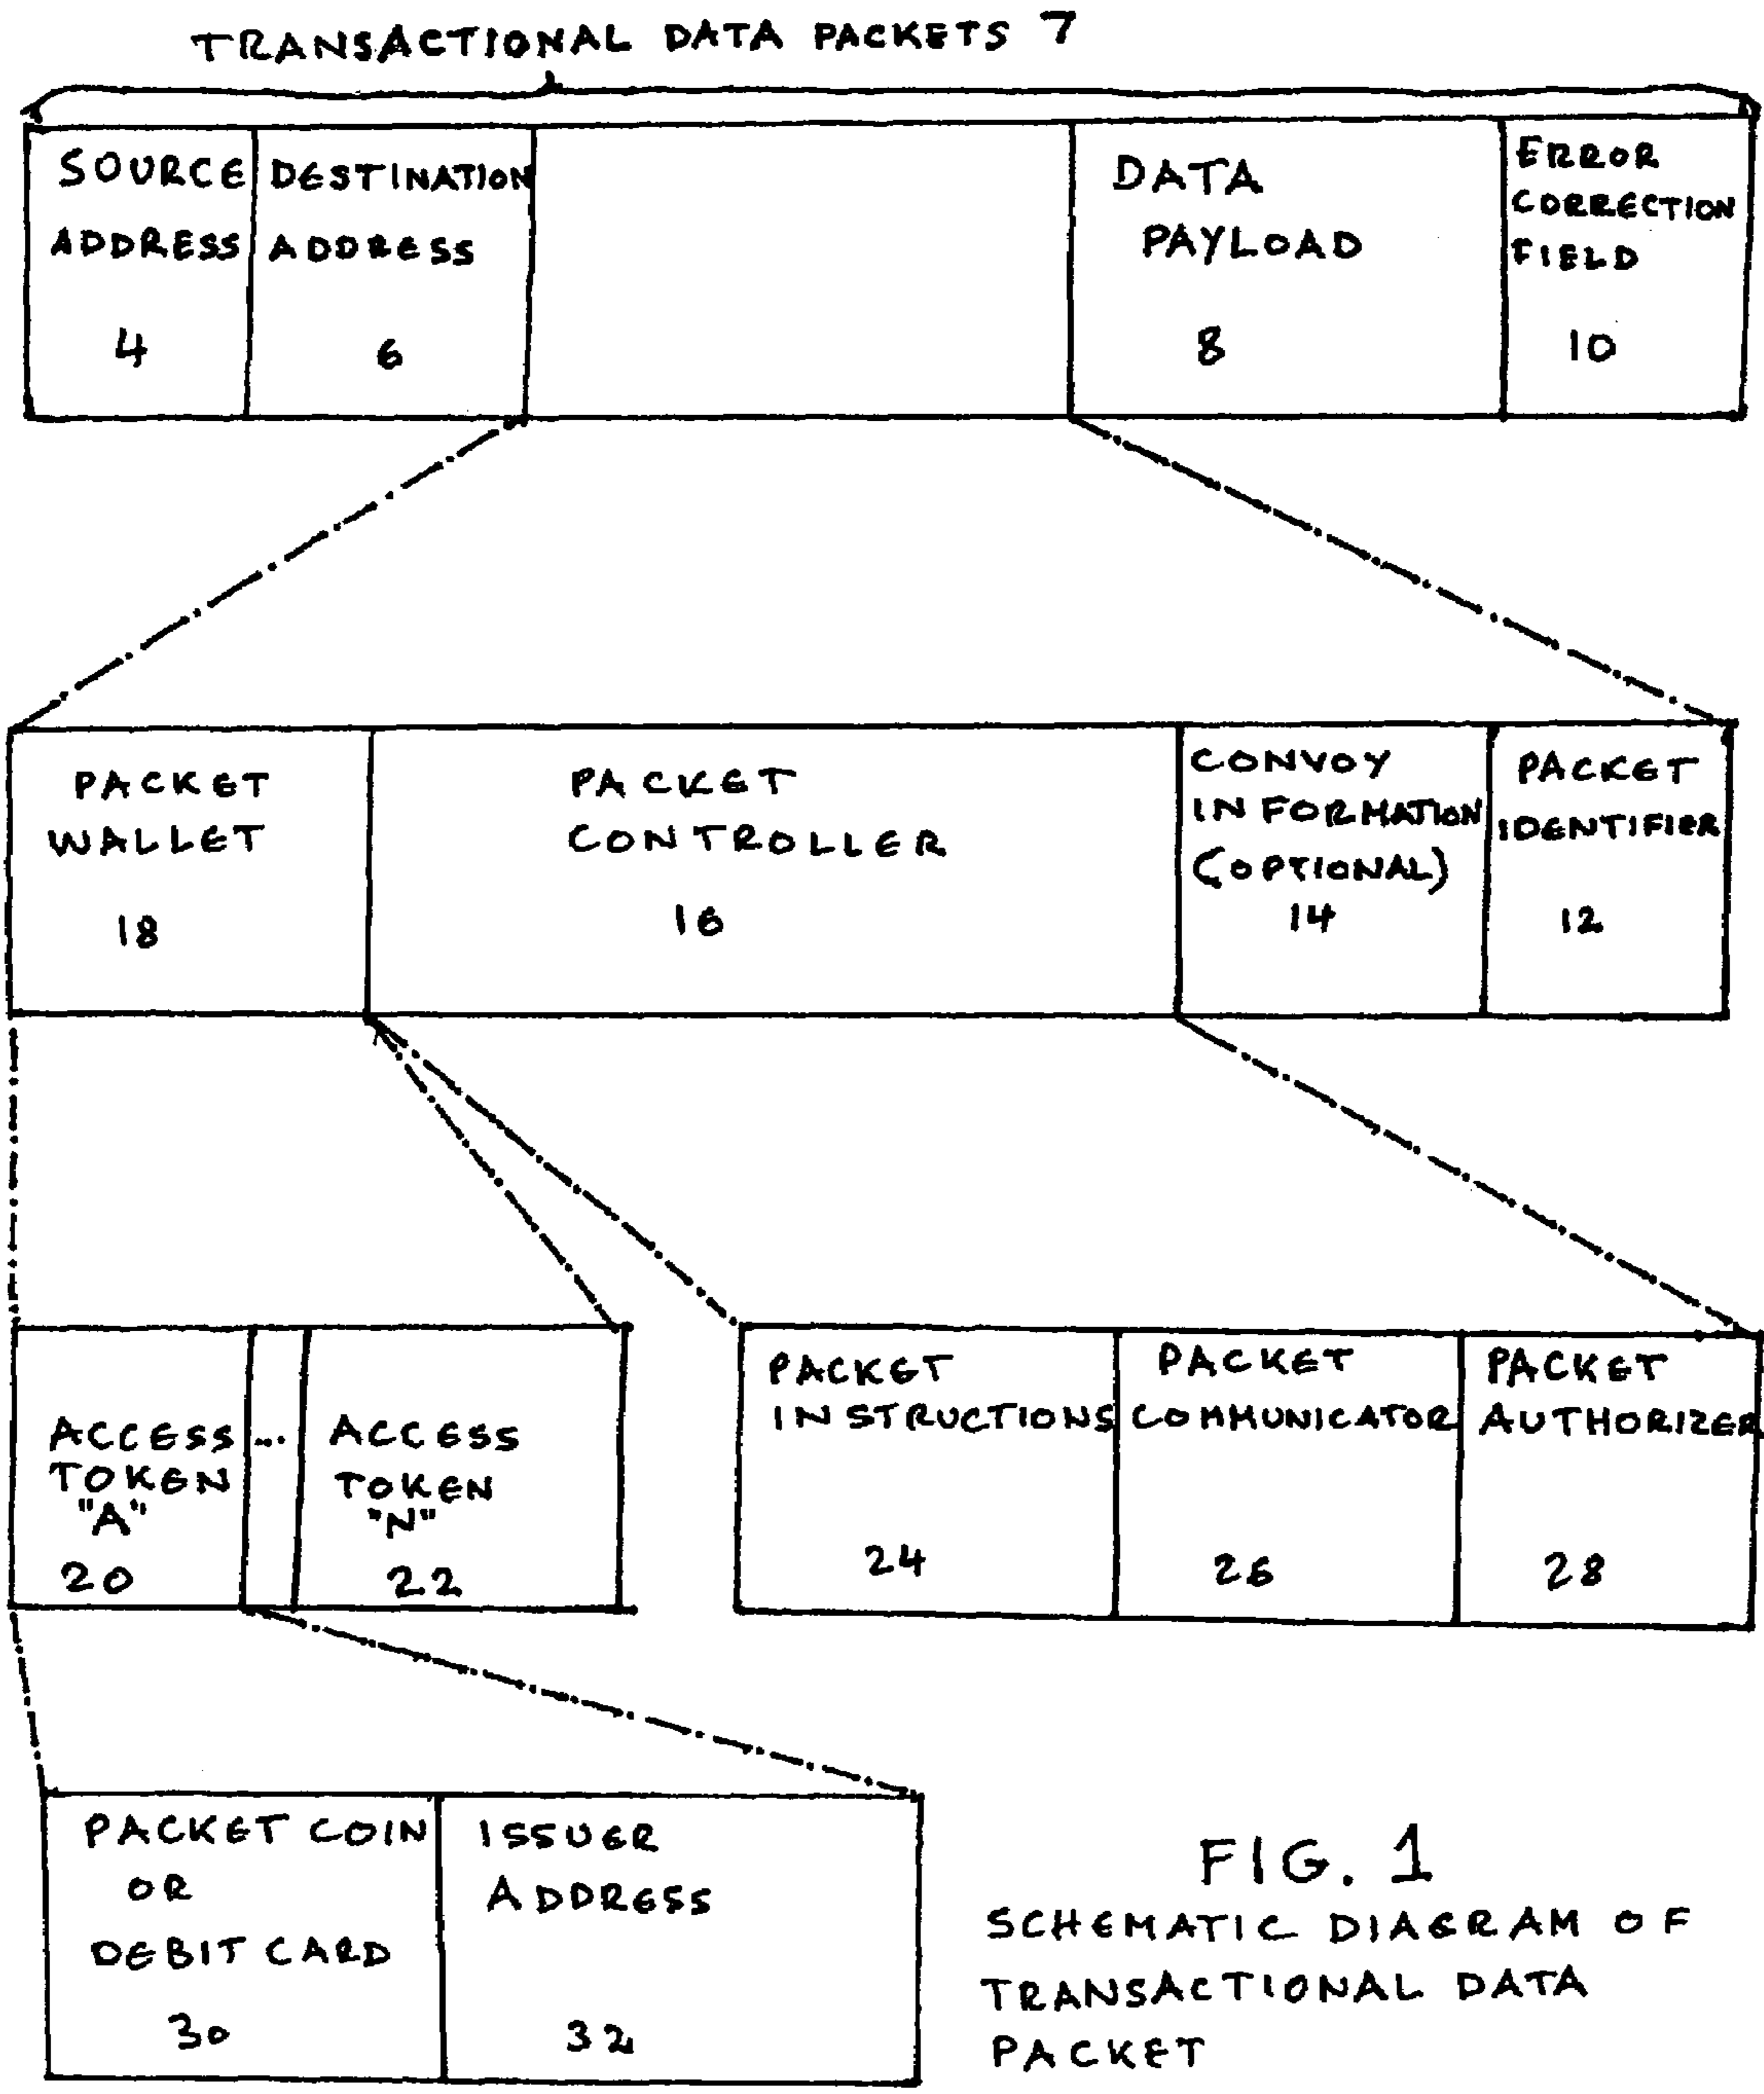 TRANSACTIONAL DATA PACKETS 7
SOURCE
ADDRESS
4
DESTINATION
ADDRESS
6
DATA
PAYLOAD
8
ERROR
CORRECTION
FIELD
10
PACKET
WALLET
18
PACKET
CONTROLLER
16
CONVOY
INFORMATION
(OPTIONAL)
14
PACKET
IDENTIFIER
12
ACCESS
TOKEN
"A"
20
...
ACCESS
TOKEN
"N"
22
PACKET
INSTRUCTIONS
24
PACKET
COMMUNICATOR
26
PACKET
AUTHORIZER
28
PACKET COIN
OR
DEBIT CARD
30
ISSUER
ADDRESS
32
FIG. 1
SCHEMATIC DIAGRAM OF
TRANSACTIONAL DATA
PACKET